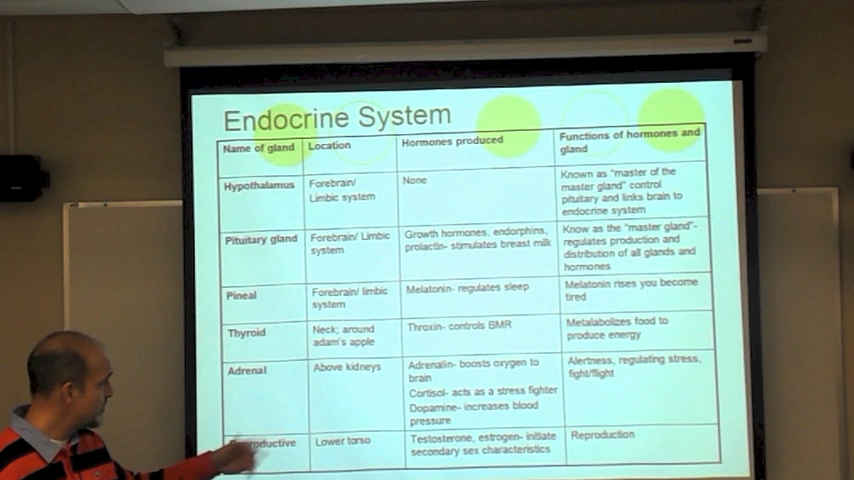 Endocrine System
Name of gland
Location
Hormones produced
Functions of hormones and
gland
Hypothalamus
Forebrain/
Limbic system
None
Known as "master of the
master gland" control
pituitary and links brain to
endocrine system
Pituitary gland
Forebrain/ Limbic
system
Growth hormones, endorphins,
prolactin- stimulates breast milk
Know as the "master gland"-
regulates production and
distribution of all glands and
hormones
Pineal
Forebrain/ limbic
system
Melatonin- regulates sleep
Melatonin rises you become
tired
Thyroid
Neck; around
adam's apple
Thraxin- controls BMR
Metalabolizes food to
produce energy
Adrenal
Above kidneys
Adrenalin- boosts oxygen to
brain
Cortisol- acts as a stress fighter
Dopamine- increases blood
pressure
Alertness, regulating stress,
fight/flight
Reproductive
Lower torso
Testosterone, estrogen- initiate
secondary sex characteristics
Reproduction